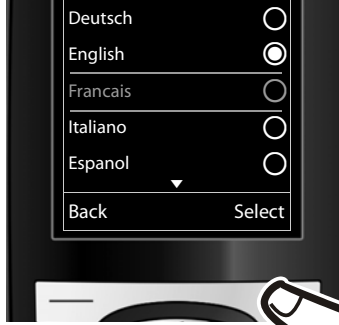 Deutsch
English
Francais
Italiano
Espanol
Back Select